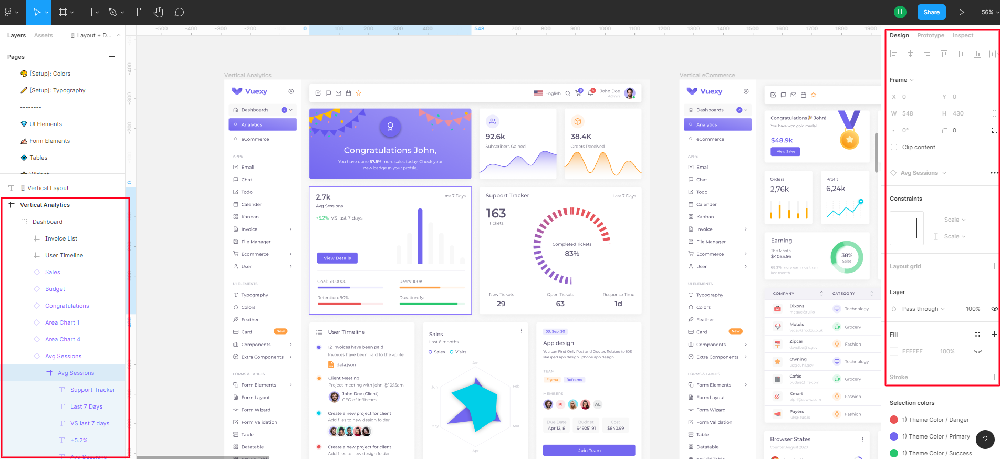 H
Share
56%
Layers
Assets
Layout + D...
Pages
[Setup]: Colors
[Setup]: Typography
--------
UI Elements
Form Elements
Tables
Widget
Vertical Layout
Vertical Analytics
Dashboard
Invoice List
User Timeline
Sales
Budget
Congratulations
Area Chart 1
Area Chart 4
Avg Sessions
Avg Sessions
Support Tracker
Last 7 Days
VS last 7 days
+5.2%
Avg Sessions
-500 -400 -300 -200 0 100 200 300 400 548 700 800 900 1000 1100 1300 1400 1500 1600 1700 1800 1900
-400
-300
-200
0
Vertical Analytics
Vuexy
Dashboards 2
Analytics
eCommerce
APPS
Email
Chat
Todo
Calender
Kanban
Invoice
File Manager
Ecommerce
User
UI ELEMENTS
Typography
Colors
Feather
Card New
Components
Extra Components
FORMS & TABLES
Form Elements
Form Layout
Form Wizard
Form Validation
Table
Datatable
agGrid Table
English
6
4
John Doe
Admin
Congratulations John,
You have done 57.6% more sales today. Check your
new badge in your profile.
92.6k
Subscribers Gained
38.4K
Orders Received
2.7k
Last 7 Days
Avg Sessions
+5.2% VS last 7 days
View Details
Goal: $100000
Users: 100K
Retention: 90%
Duration: 1yr
Support Tracker
Last 7 Days
163
Tickets
Completed Tickets
83%
New Tickets
29
Open Tickets
63
Response Time
1d
User Timeline
12 Invoices have been paid
Invoices have been paid to the apple
data.json
Client Meeting
Project meeting with john @10:15am
John Doe (Client)
CEO of Infibeam
Create a new project for client
Add files to new design folder
Create a new project for client
Add files to new design folder
Sales
Last 6 months
Sales Visits
Jan
Feb
Mar
Apr
May
Jun
03, Sep, 20
App design
You can Find Only Post and Quotes Related to IOS
like ipad app design, iphone app design
TEAM
Figma Reframe
MEMBERS
PI
AL
Due Date
Apr 12, 8
Budget
$49251.91
Cost
$840.99
Join Team
Vertical eCommerce
Vuexy
Dashboards 2
Analytics
eCommerce
APPS
Email
Chat
Todo
Calender
Kanban
Invoice
File Manager
Ecommerce
User
UI ELEMENTS
Typography
Colors
Feather
Card New
Components
Extra Components
FORMS & TABLES
Form Elements
Form Layout
Form Wizard
Form Validation
Table
Datatable
Congratulations John!
You have won gold medal
$48.9k
View Sales
Orders
2,76k
Profit
6,24k
Earning
This Month
$4055.56
68.2% more earnings than
last month.
38%
Sales
COMPANY CATEGORY
Dixons
meguc@ruj.io
Technology
Motels
vecav@hodzi.co.uk
Grocery
Zipcar
davcilse@is.gov
Fashion
Owning
us@cuhil.gov
Technology
Cafés
pudais@jife.com
Grocery
Kmart
bipri@cawiw.com
Fashion
Payers
luk@izug.io
Fashion
Browser States
Counter August 2020
Design
Prototype
Inspect
Frame
X 0
Y 0
W 548
H 430
0°
0
Clip content
Avg Sessions
Constraints
Scale
Scale
Layout grid
Layer
Pass through
100%
Fill
FFFFFF
100%
Stroke
Selection colors
1) Theme Color / Danger
1) Theme Color / Primary
1) Theme Color / Success
?